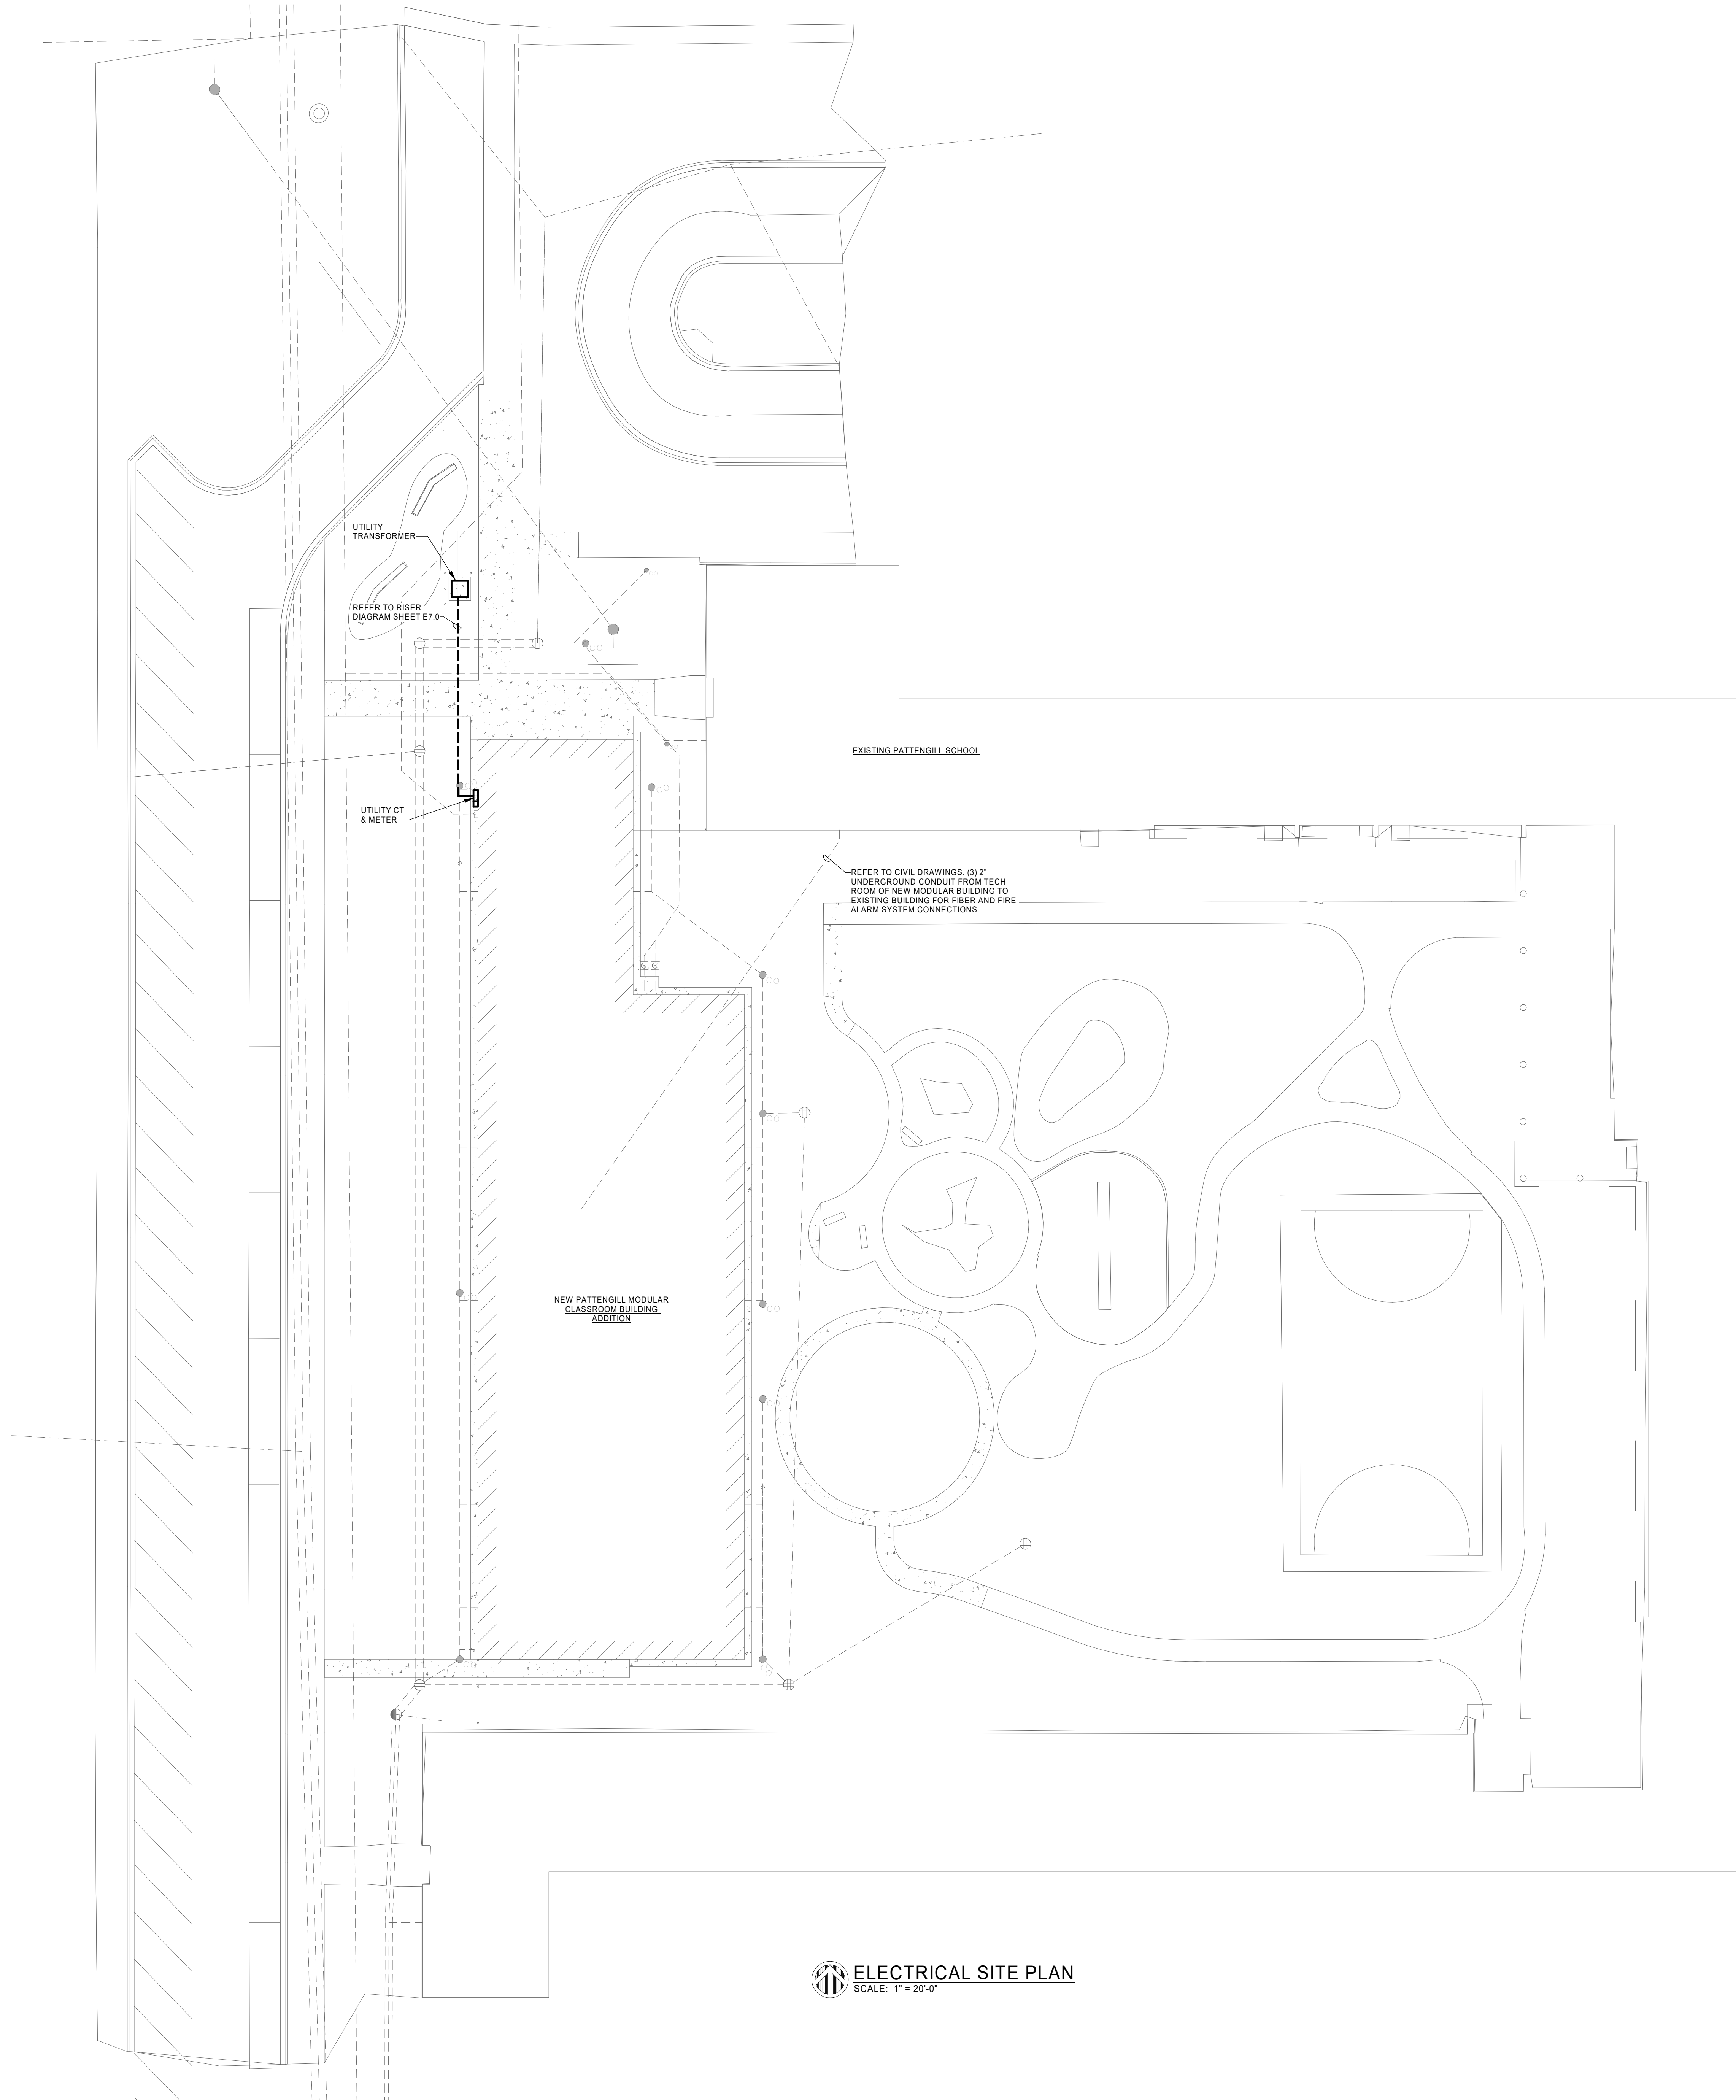 UTILITY
TRANSFORMER
REFER TO RISER
DIAGRAM SHEET E7.0
EXISTING PATTENGILL SCHOOL
UTILITY CT
& METER
REFER TO CIVIL DRAWINGS. (3) 2"
UNDERGROUND CONDUIT FROM TECH
ROOM OF NEW MODULAR BUILDING TO
EXISTING BUILDING FOR FIBER AND FIRE
ALARM SYSTEM CONNECTIONS.
NEW PATTENGILL MODULAR
CLASSROOM BUILDING
ADDITION
ELECTRICAL SITE PLAN
SCALE: 1" = 20'-0"